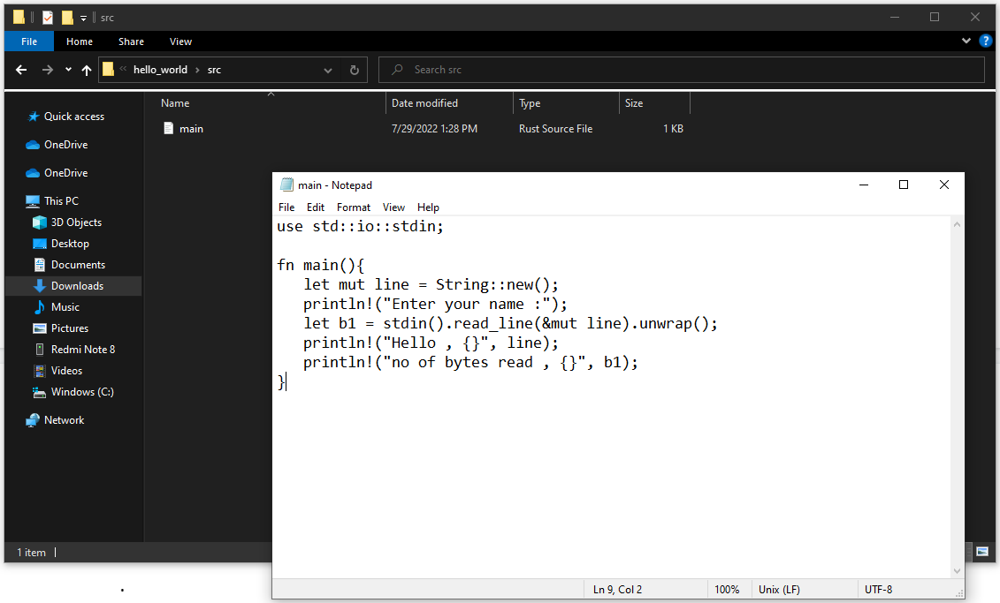 src
File Home Share View
hello_world src
Search src
Name Date modified Type Size
main 7/29/2022 1:28 PM Rust Source File 1 KB
Quick access
OneDrive
OneDrive
This PC
3D Objects
Desktop
Documents
Downloads
Music
Pictures
Redmi Note 8
Videos
Windows (C:)
Network
1 item
main - Notepad
File Edit Format View Help
use std::io::stdin;
fn main(){
   let mut line = String::new();
   println!("Enter your name :");
   let b1 = stdin().read_line(&mut line).unwrap();
   println!("Hello , {}", line);
   println!("no of bytes read , {}", b1);
}
Ln 9, Col 2 100% Unix (LF) UTF-8